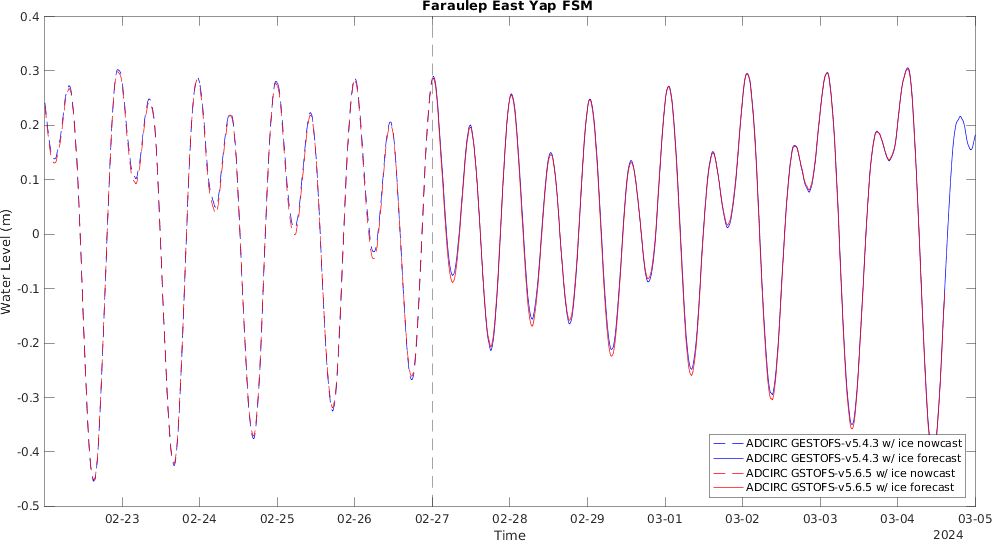 Faraulep East Yap FSM
Water Level (m)
0.4
0.3
0.2
0.1
0
-0.1
-0.2
-0.3
-0.4
-0.5
ADCIRC GESTOFS-v5.4.3 w/ ice nowcast
ADCIRC GESTOFS-v5.4.3 w/ ice forecast
ADCIRC GSTOFS-v5.6.5 w/ ice nowcast
ADCIRC GSTOFS-v5.6.5 w/ ice forecast
02-23 02-24 02-25 02-26 02-27 02-28 02-29 03-01 03-02 03-03 03-04 03-05
Time
2024